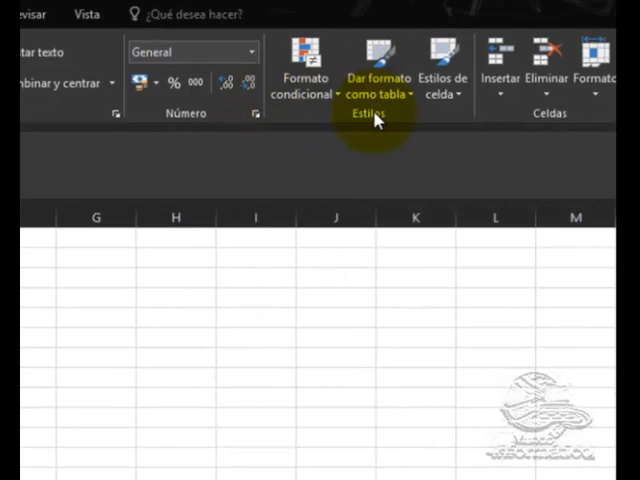 evisar Vista ¿Qué desea hacer?
tar texto General
nbinar y centrar % 000
Formato condicional
Dar formato como tabla
Estilos de celda
Insertar Eliminar Formato
Número Estilos Celdas
G H I J K L M